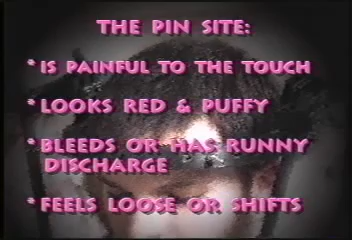 THE PIN SITE:
* IS PAINFUL TO THE TOUCH
* LOOKS RED & PUFFY
* BLEEDS OR HAS RUNNY
DISCHARGE
* FEELS LOOSE OR SHIFTS